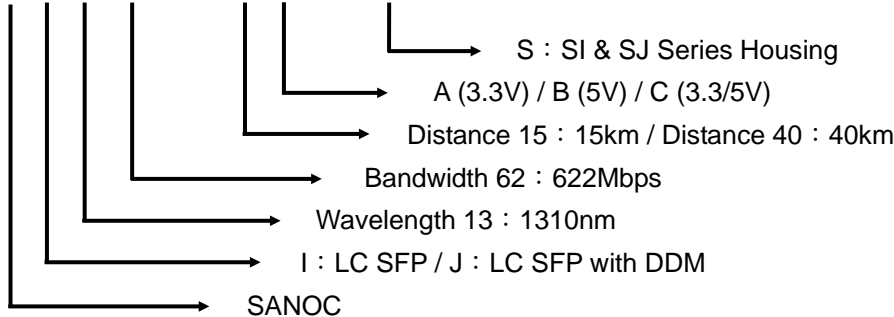 S：SI & SJ Series Housing
A (3.3V) / B (5V) / C (3.3/5V)
Distance 15：15km / Distance 40：40km
Bandwidth 62：622Mbps
Wavelength 13：1310nm
I：LC SFP / J：LC SFP with DDM
SANOC